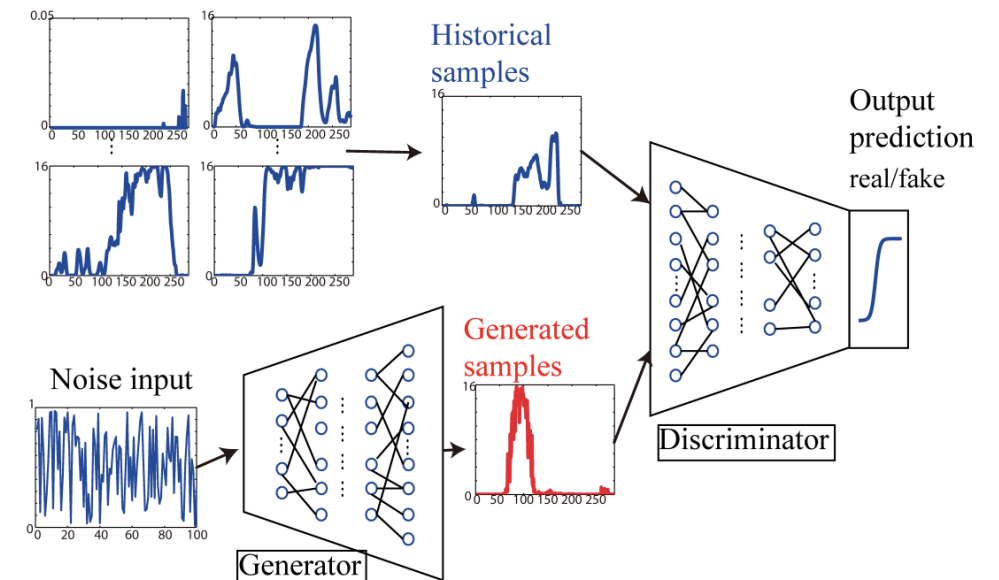 0.05
0
0 50 100 150 200 250
16
0
0 50 100 150 200 250
16
0
0 50 100 150 200 250
16
0
0 50 100 150 200 250
Historical
samples
16
0
0 50 100 150 200 250
Output
prediction
real/fake
Noise input
1
0
0 20 40 60 80 100
Generator
Generated
samples
16
0
0 50 100 150 200 250
Discriminator